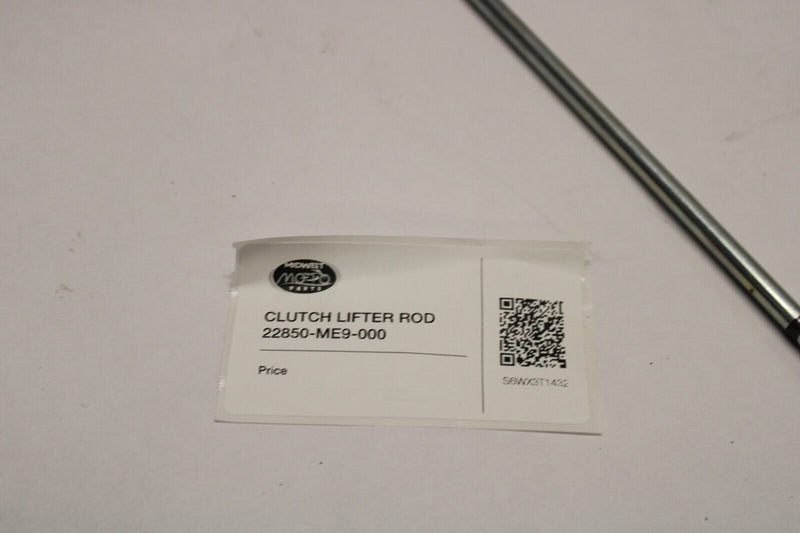 MIDWEST
MOTO
PARTS
CLUTCH LIFTER ROD
22850-ME9-000
Price
S6WX3T1432